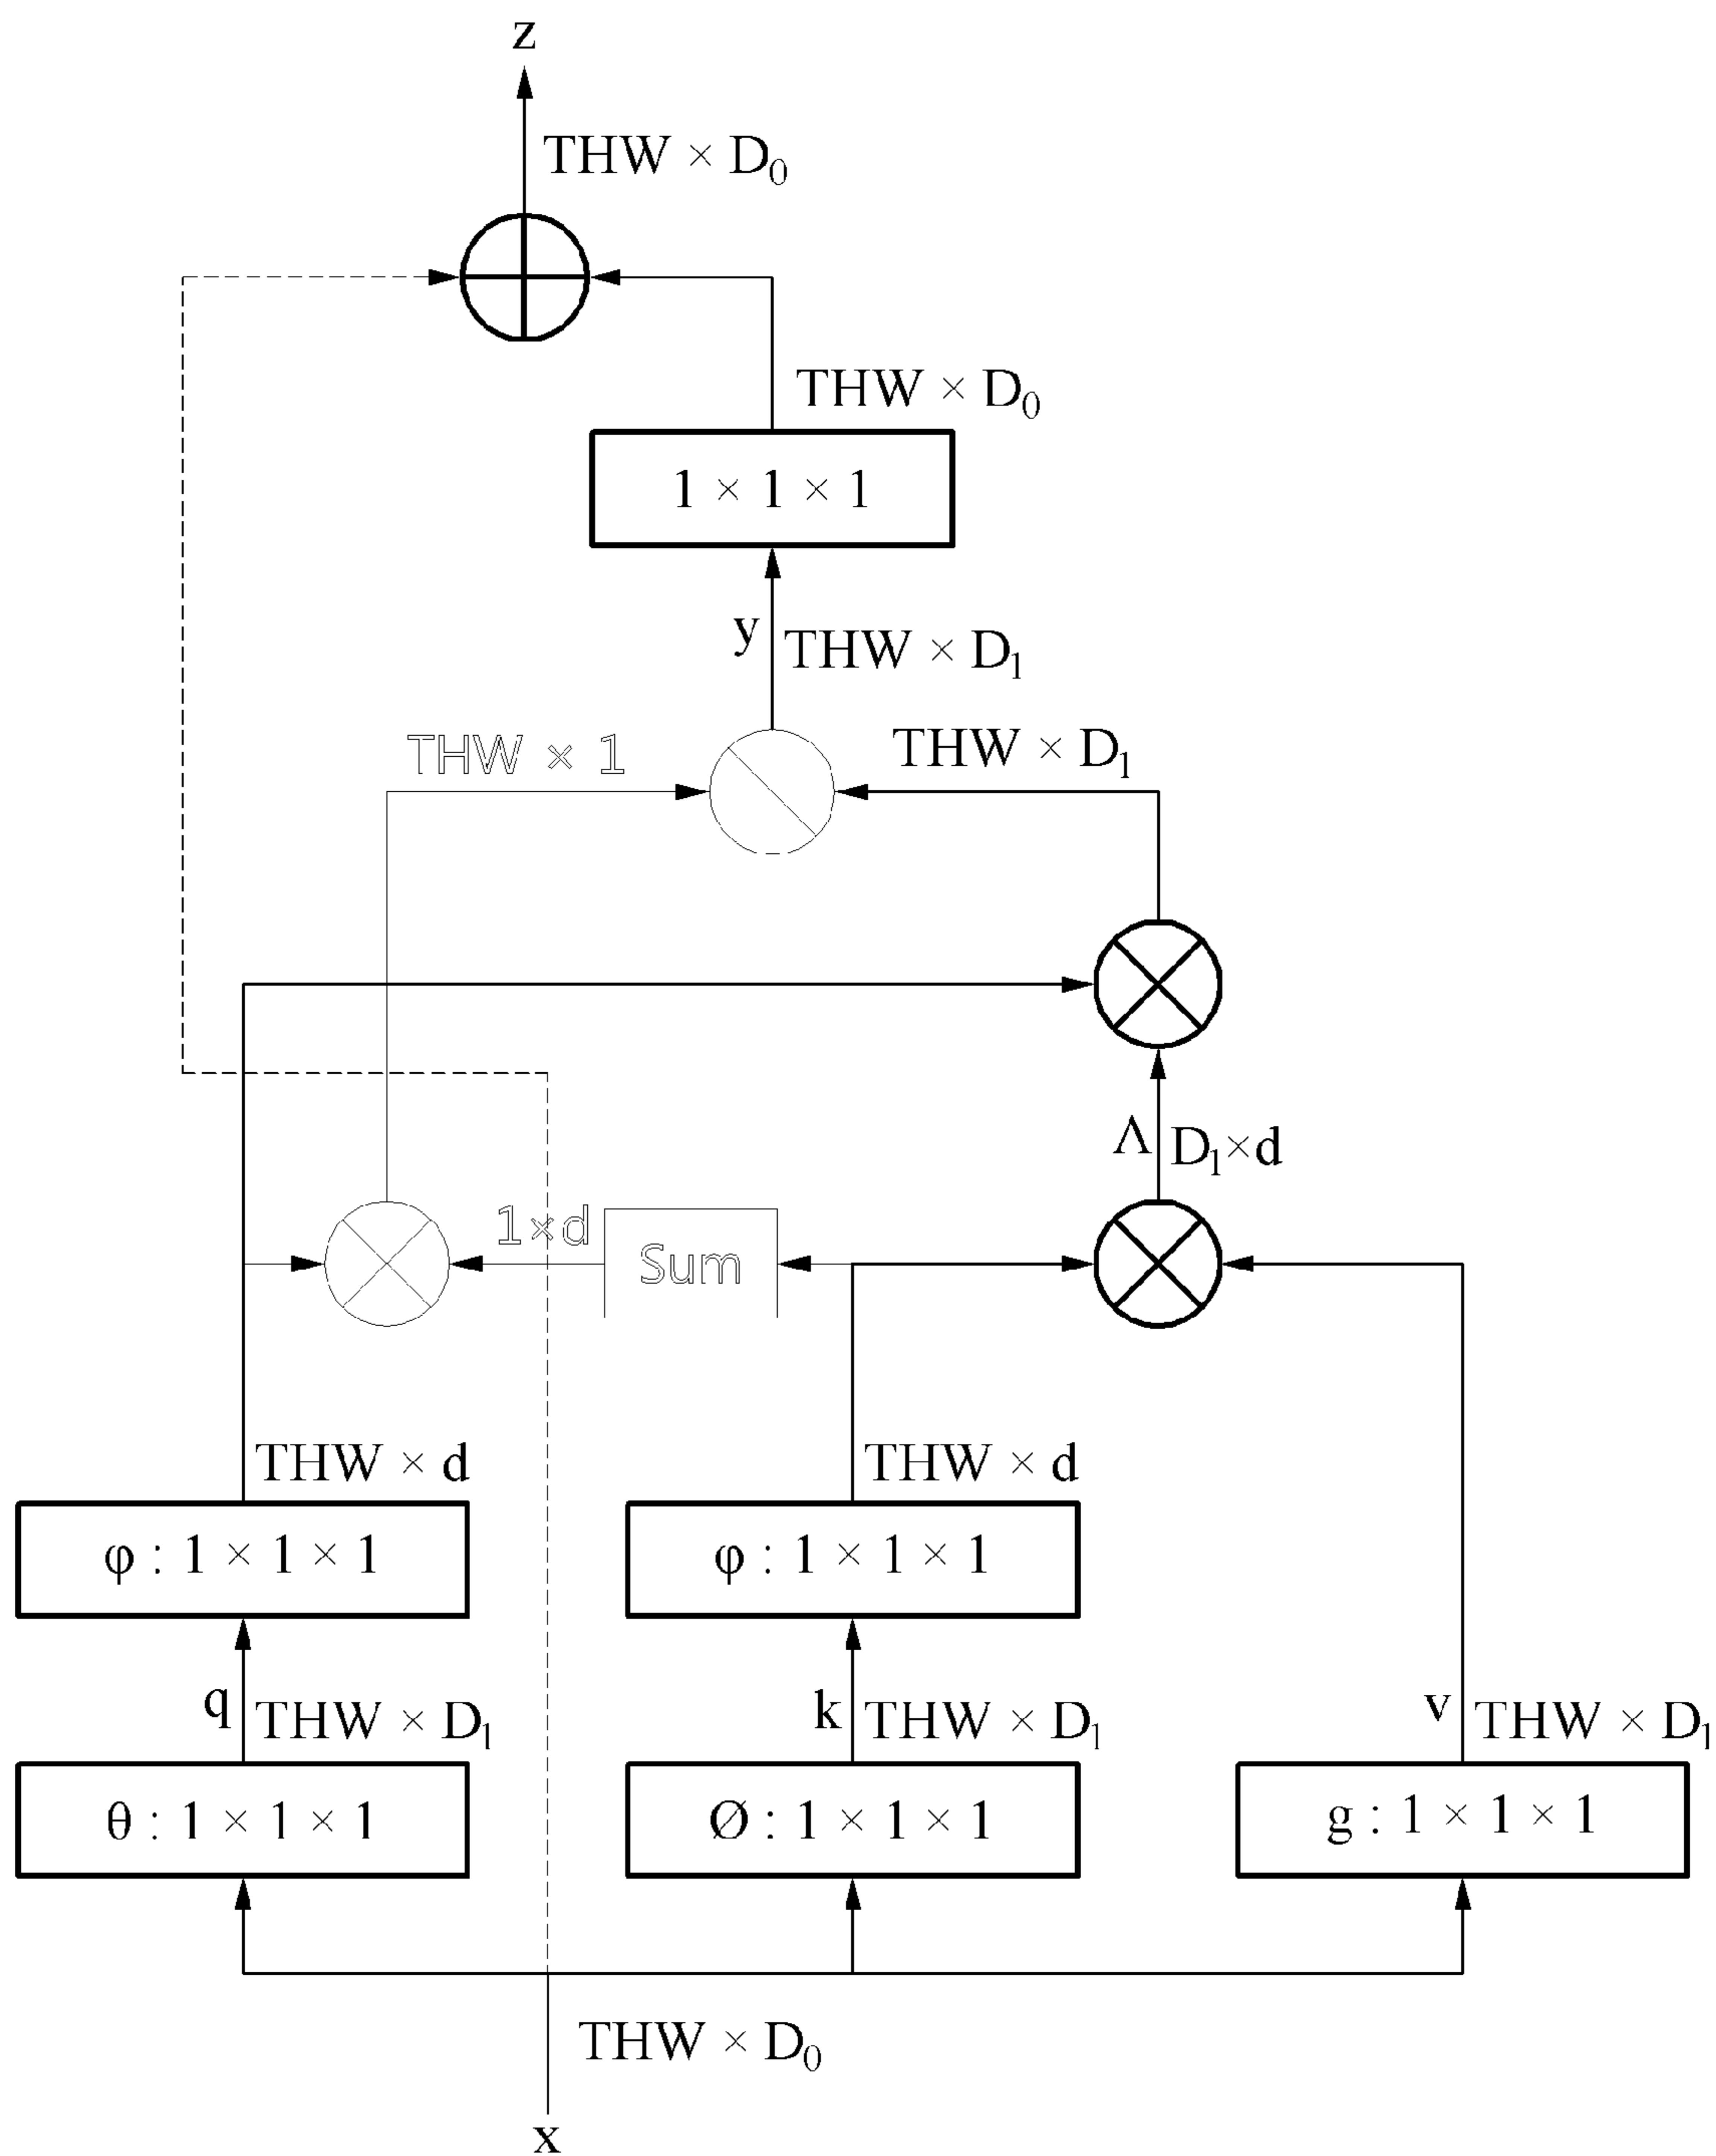 z
THW × D₀
THW × D₀
1 × 1 × 1
y THW × D₁
THW × 1
THW × D₁
Λ D₁×d
1×d
Sum
THW × d
THW × d
φ : 1 × 1 × 1
φ : 1 × 1 × 1
q THW × D₁
k THW × D₁
v THW × D₁
θ : 1 × 1 × 1
Ø : 1 × 1 × 1
g : 1 × 1 × 1
THW × D₀
x